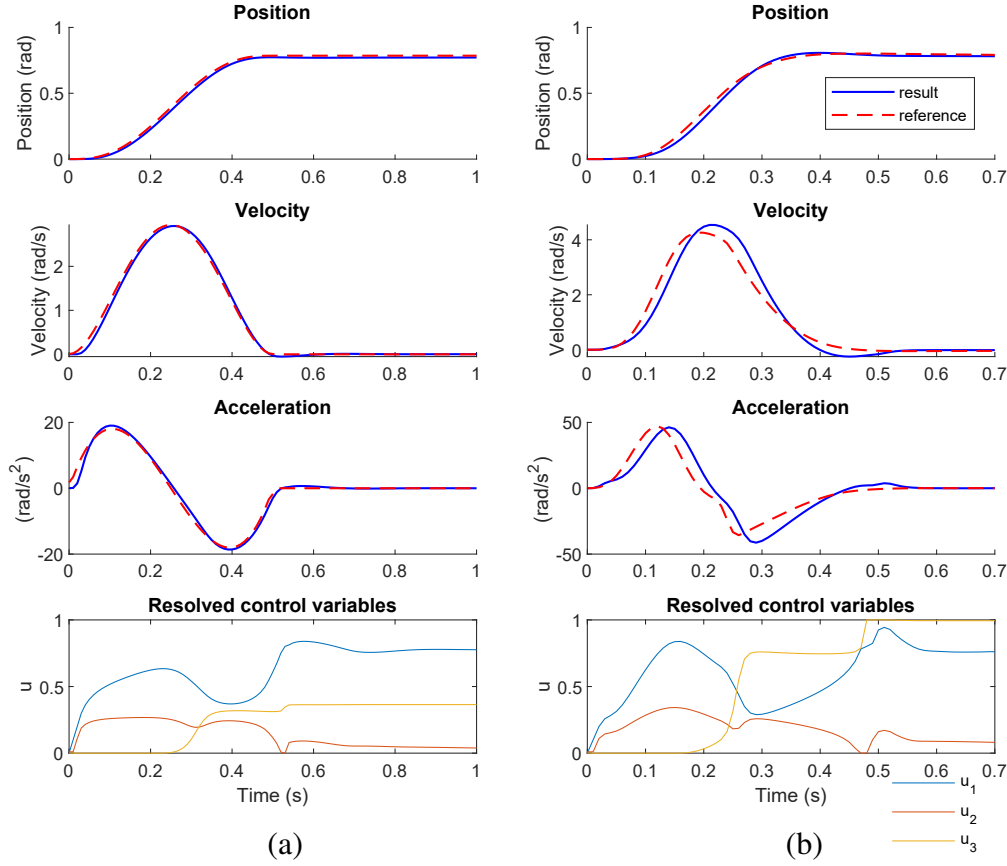 Position
Position (rad)
1
0.5
0
0 0.2 0.4 0.6 0.8 1
Velocity
Velocity (rad/s)
2
1
0
0 0.2 0.4 0.6 0.8 1
Acceleration
(rad/s²)
20
0
-20
0 0.2 0.4 0.6 0.8 1
Resolved control variables
u
1
0.5
0
0 0.2 0.4 0.6 0.8 1
Time (s)
(a)
Position
Position (rad)
1
0.5
0
result
reference
0 0.1 0.2 0.3 0.4 0.5 0.6 0.7
Velocity
Velocity (rad/s)
4
2
0
0 0.1 0.2 0.3 0.4 0.5 0.6 0.7
Acceleration
(rad/s²)
50
0
-50
0 0.1 0.2 0.3 0.4 0.5 0.6 0.7
Resolved control variables
u
1
0.5
0
0 0.1 0.2 0.3 0.4 0.5 0.6 0.7
Time (s)
u₁
u₂
u₃
(b)